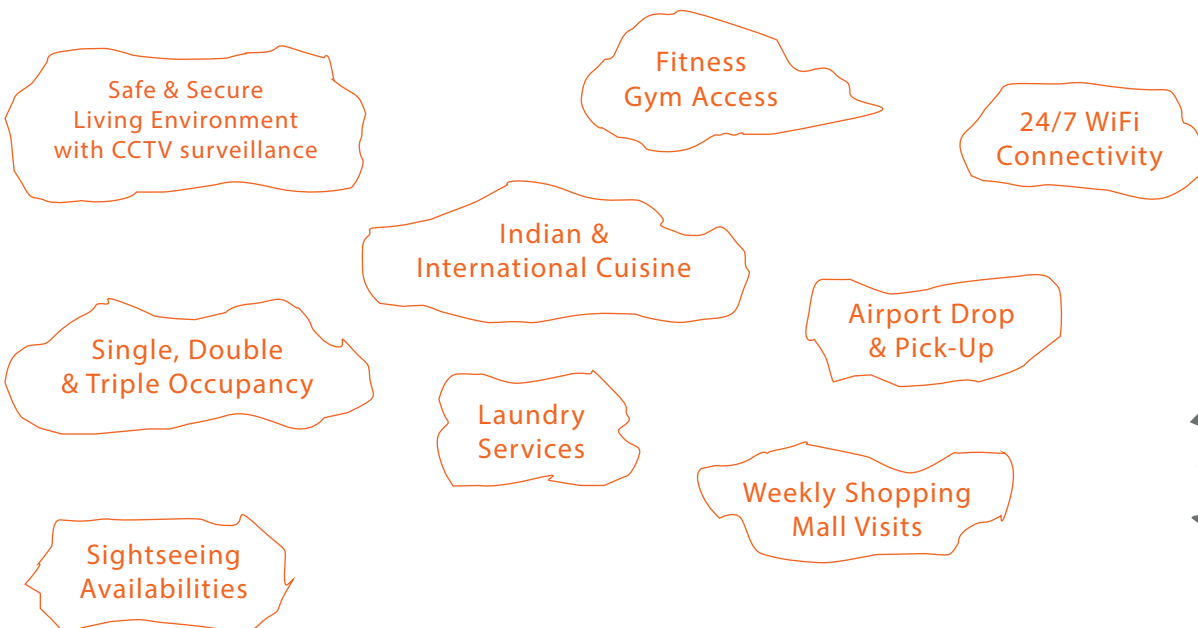 Safe & Secure
Living Environment
with CCTV surveillance
Fitness
Gym Access
24/7 WiFi
Connectivity
Indian &
International Cuisine
Single, Double
& Triple Occupancy
Airport Drop
& Pick-Up
Laundry
Services
Weekly Shopping
Mall Visits
Sightseeing
Availabilities